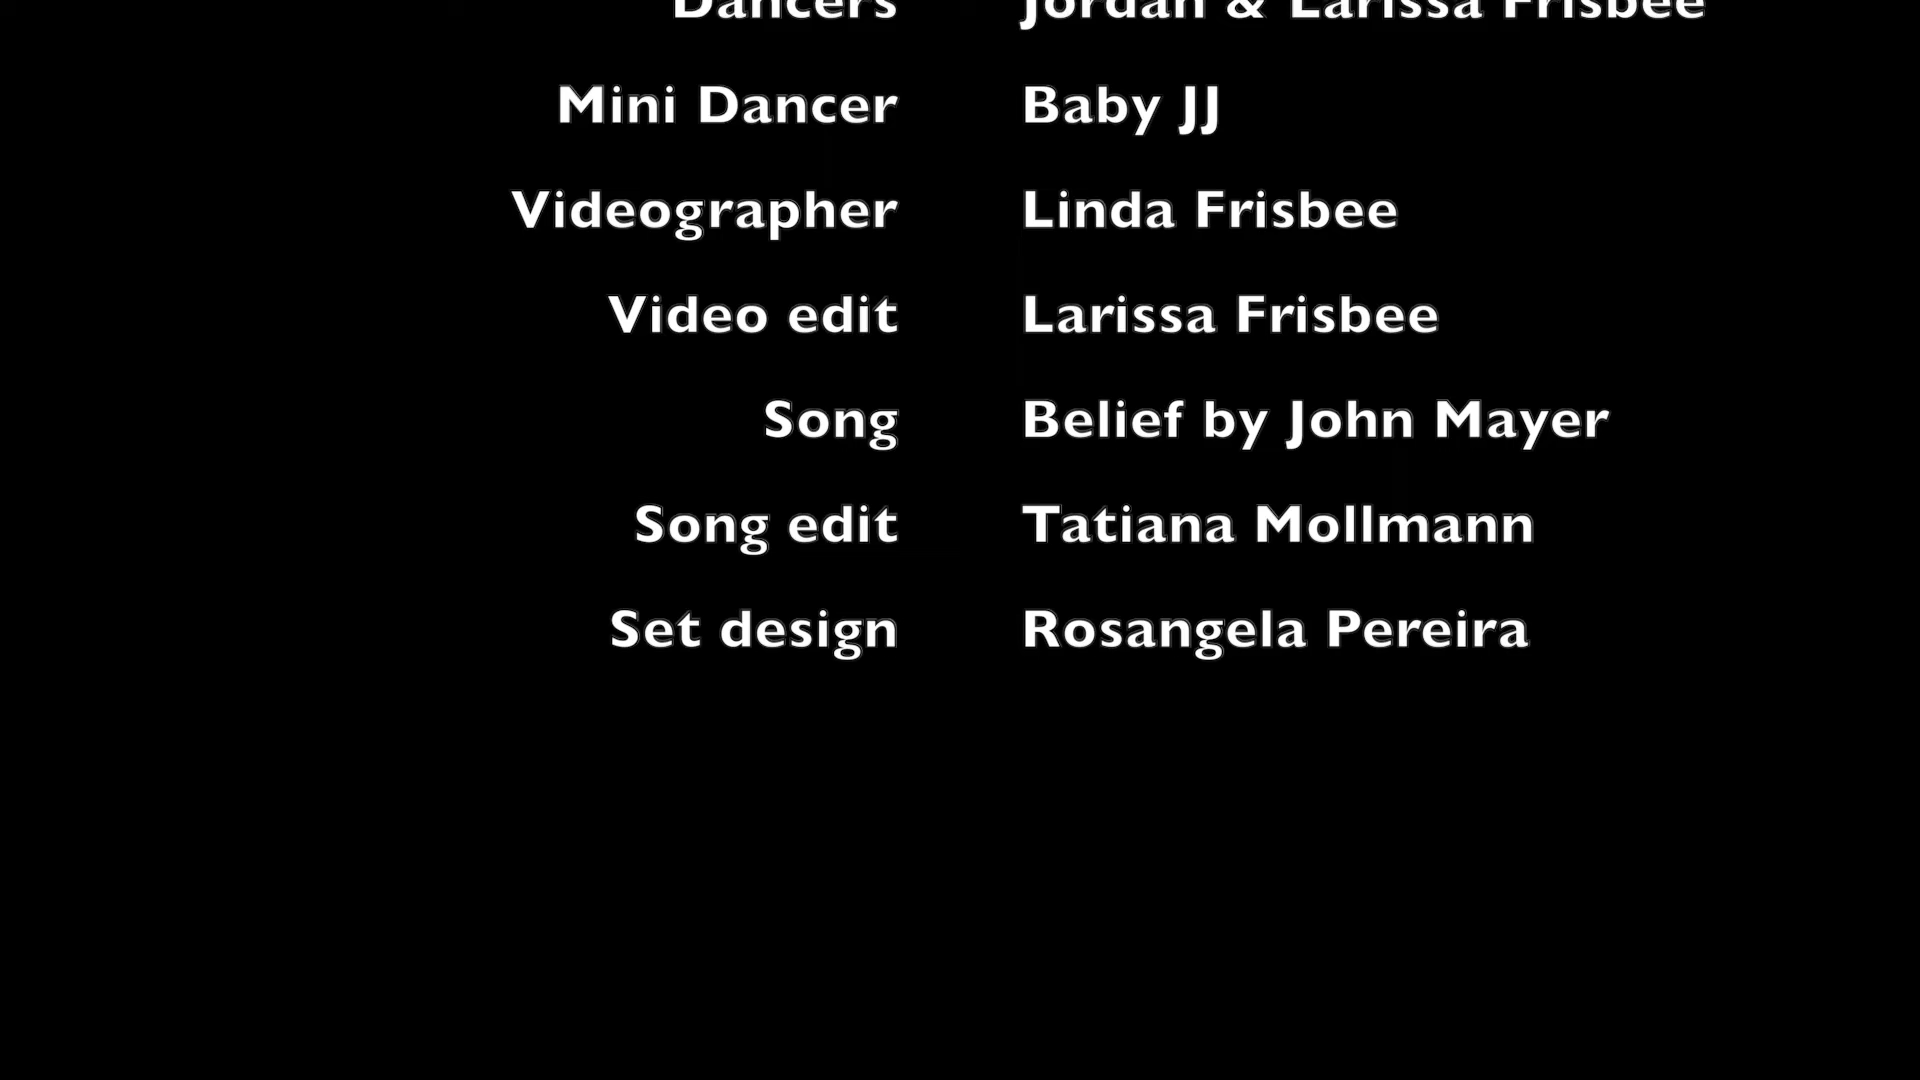 Dancers Jordan & Larissa Frisbee
Mini Dancer Baby JJ
Videographer Linda Frisbee
Video edit Larissa Frisbee
Song Belief by John Mayer
Song edit Tatiana Mollmann
Set design Rosangela Pereira